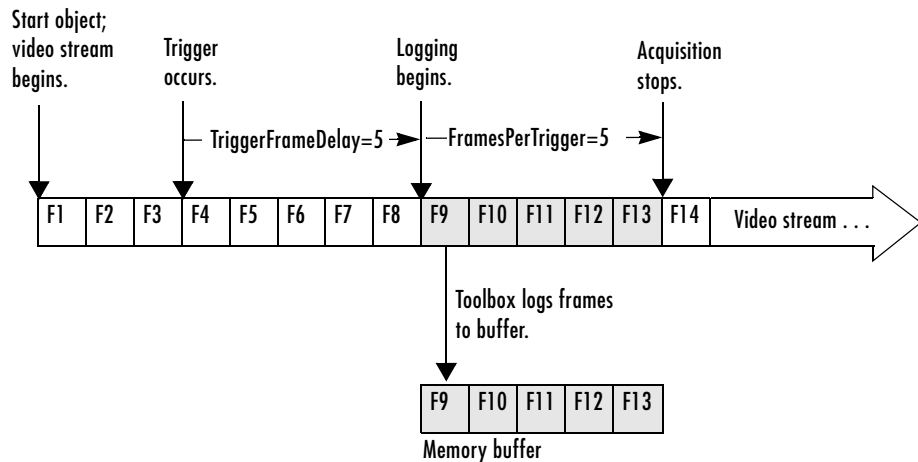 Start object;
video stream
begins.
Trigger
occurs.
Logging
begins.
Acquisition
stops.
TriggerFrameDelay=5
FramesPerTrigger=5
F1 F2 F3 F4 F5 F6 F7 F8 F9 F10 F11 F12 F13 F14 Video stream . . .
Toolbox logs frames
to buffer.
F9 F10 F11 F12 F13
Memory buffer